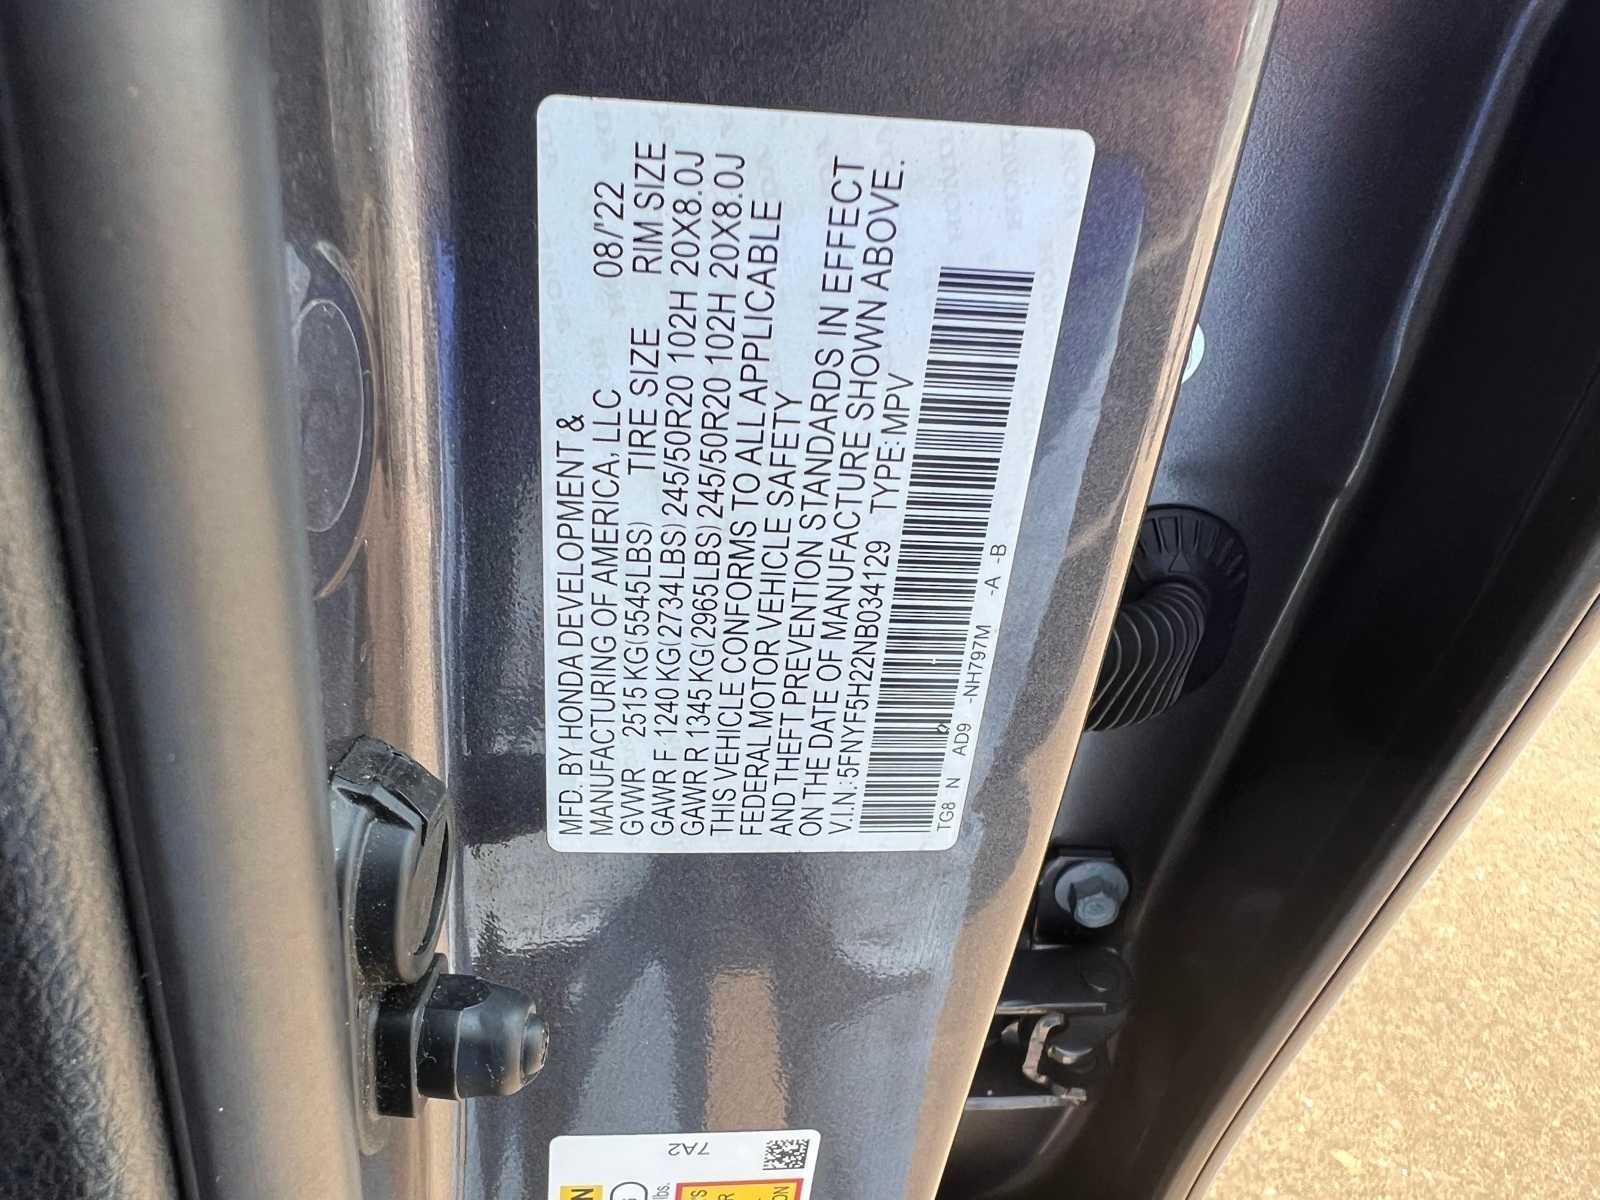 MFD. BY HONDA DEVELOPMENT &
MANUFACTURING OF AMERICA, LLC 08/'22
GVWR 2515 KG(5545LBS) TIRE SIZE RIM SIZE
GAWR F 1240 KG(2734LBS) 245/50R20 102H 20X8.0J
GAWR R 1345 KG(2965LBS) 245/50R20 102H 20X8.0J
THIS VEHICLE CONFORMS TO ALL APPLICABLE
FEDERAL MOTOR VEHICLE SAFETY
AND THEFT PREVENTION STANDARDS IN EFFECT
ON THE DATE OF MANUFACTURE SHOWN ABOVE.
V.I.N.:5FNYF5H22NB034129 TYPE:MPV
TG8 N AD9 -NH797M -A -B
7A2
lbs.